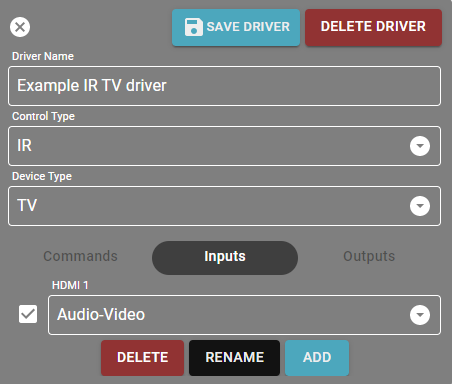 SAVE DRIVER
DELETE DRIVER
Driver Name
Example IR TV driver
Control Type
IR
Device Type
TV
Commands
Inputs
Outputs
HDMI 1
Audio-Video
DELETE
RENAME
ADD